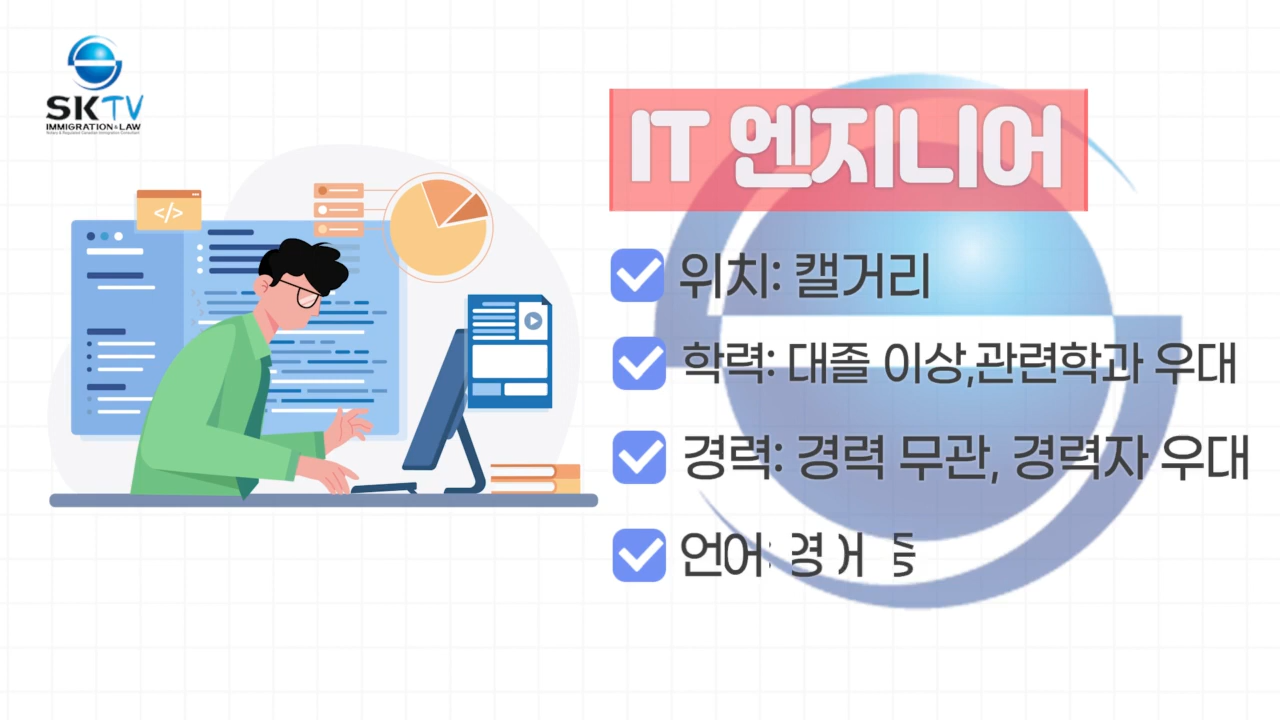 SKTV
IMMIGRATION & LAW
</>
IT 엔지니어
위치: 캘거리
학력: 대졸 이상,관련학과 우대
경력: 경력 무관, 경력자 우대
언어